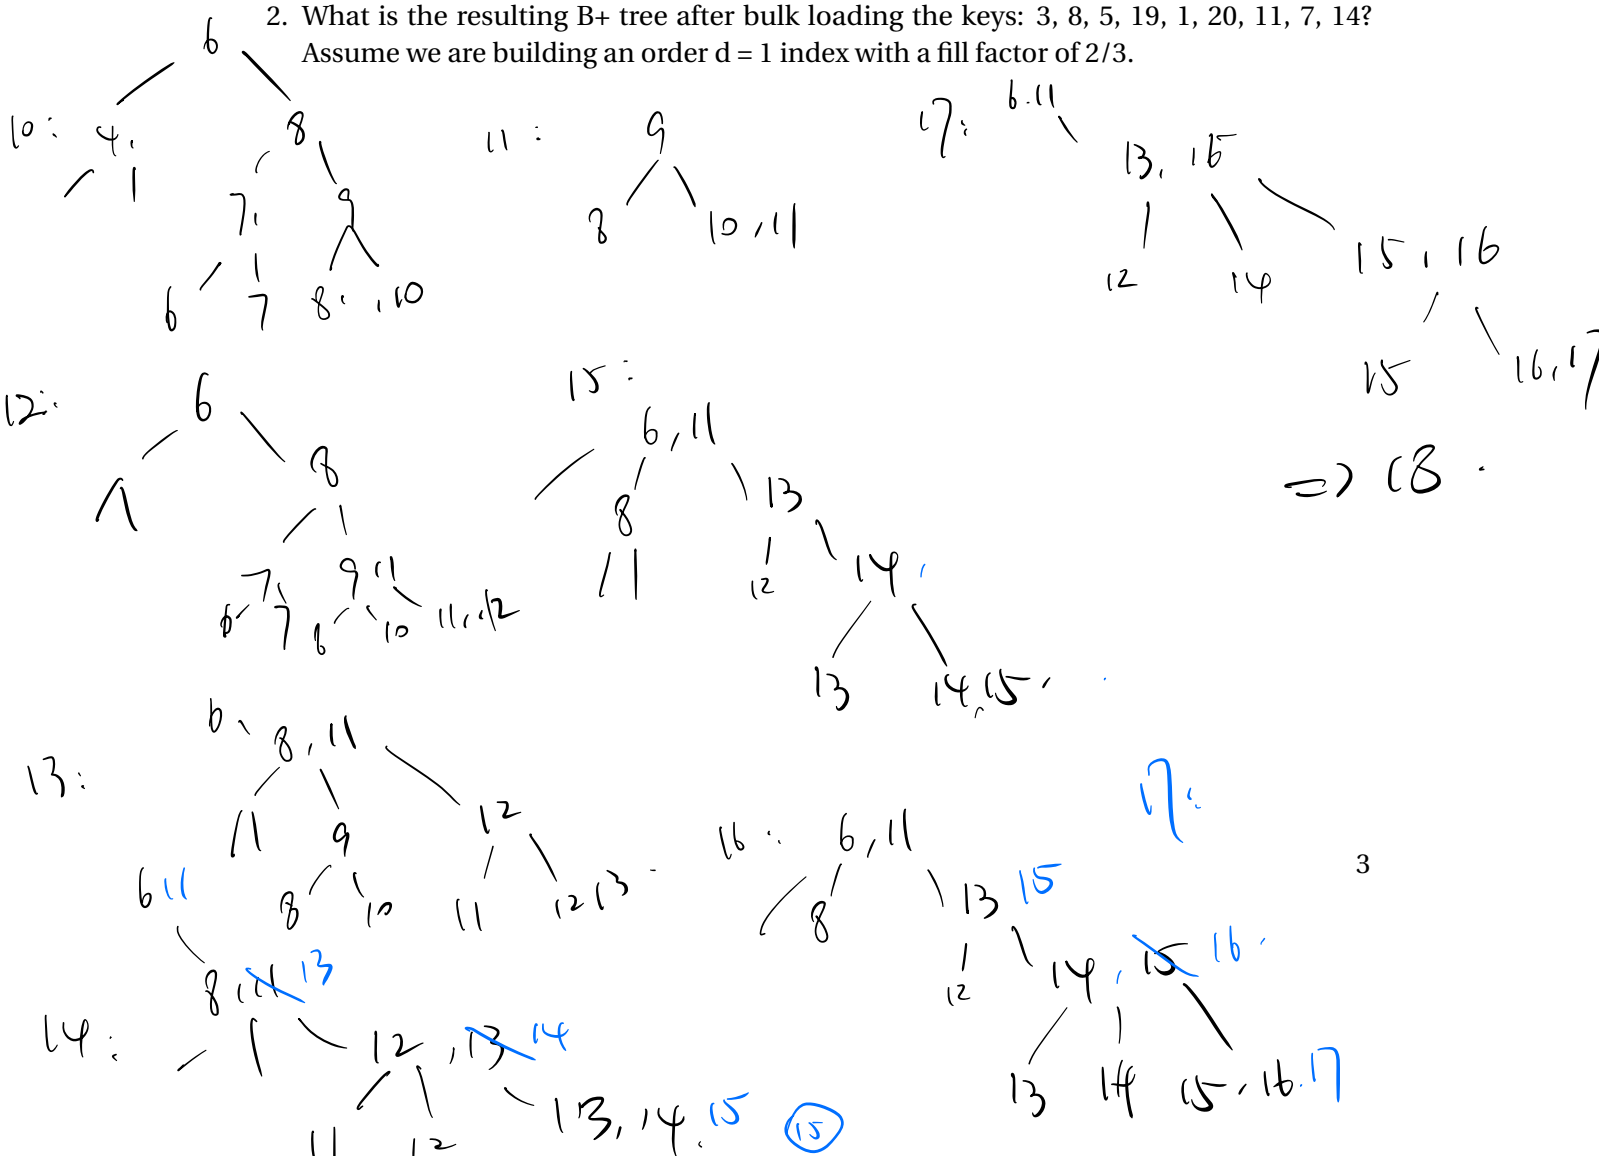 2. What is the resulting B+ tree after bulk loading the keys: 3, 8, 5, 19, 1, 20, 11, 7, 14?
Assume we are building an order d = 1 index with a fill factor of 2/3.
6
10: 4, 8
7, 9
6 7 8 , 10
11: 9
8 10, 11
17: 6, 11
13, 15
12 14 15, 16
15 16, 17
=> 18
12: 6
8
7, 9 11
6 7 8 10 11, 12
15: 6, 11
8 13
12 14,
13 14, 15
13: 6, 8, 11
9 12
8 10 11 12 13
14: 6 11
8, 11 13
12, 13 14
11 12 13, 14, 15
15
16: 6, 11
8 13 15
12 14, 15 16
13 14 15, 16, 17
17:
3